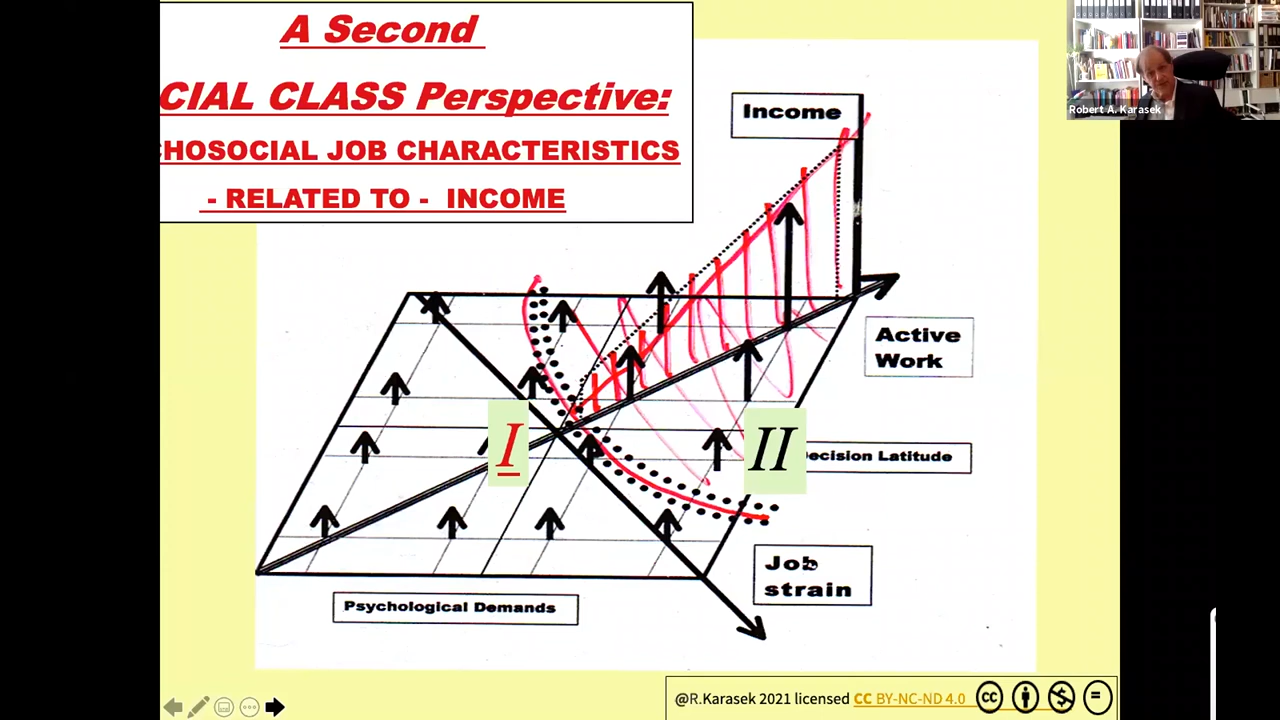 A Second
CIAL CLASS Perspective:
HOSOCIAL JOB CHARACTERISTICS
- RELATED TO - INCOME
Robert A. Karasek
Income
Active
Work
I
II
ecision Latitude
Job
strain
Psychological Demands
@R.Karasek 2021 licensed CC BY-NC-ND 4.0